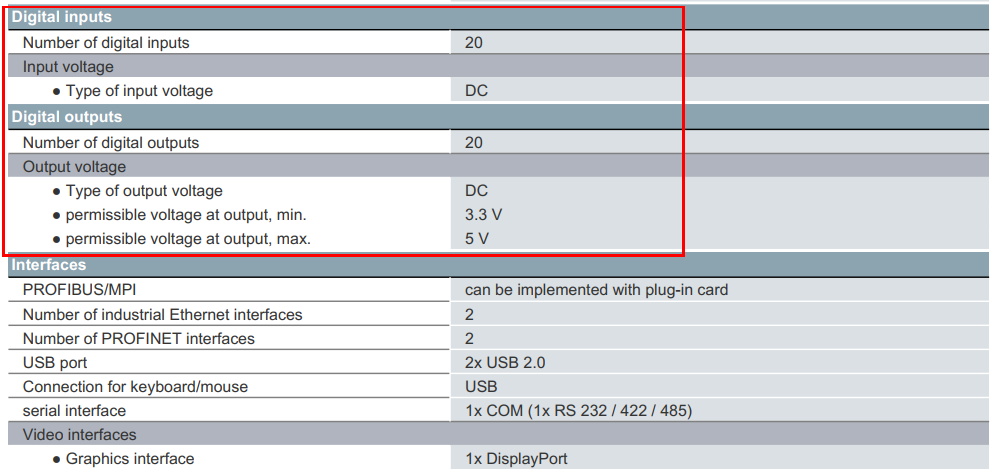 Digital inputs
Number of digital inputs 20
Input voltage
● Type of input voltage DC
Digital outputs
Number of digital outputs 20
Output voltage
● Type of output voltage DC
● permissible voltage at output, min. 3.3 V
● permissible voltage at output, max. 5 V
Interfaces
PROFIBUS/MPI can be implemented with plug-in card
Number of industrial Ethernet interfaces 2
Number of PROFINET interfaces 2
USB port 2x USB 2.0
Connection for keyboard/mouse USB
serial interface 1x COM (1x RS 232 / 422 / 485)
Video interfaces
● Graphics interface 1x DisplayPort